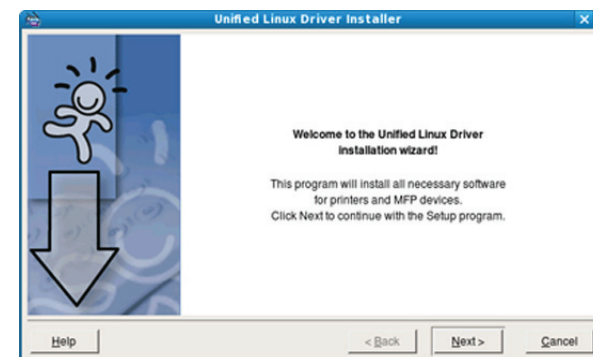 Unified Linux Driver Installer
Welcome to the Unified Linux Driver
installation wizard!
This program will install all necessary software
for printers and MFP devices.
Click Next to continue with the Setup program.
Help
< Back
Next >
Cancel